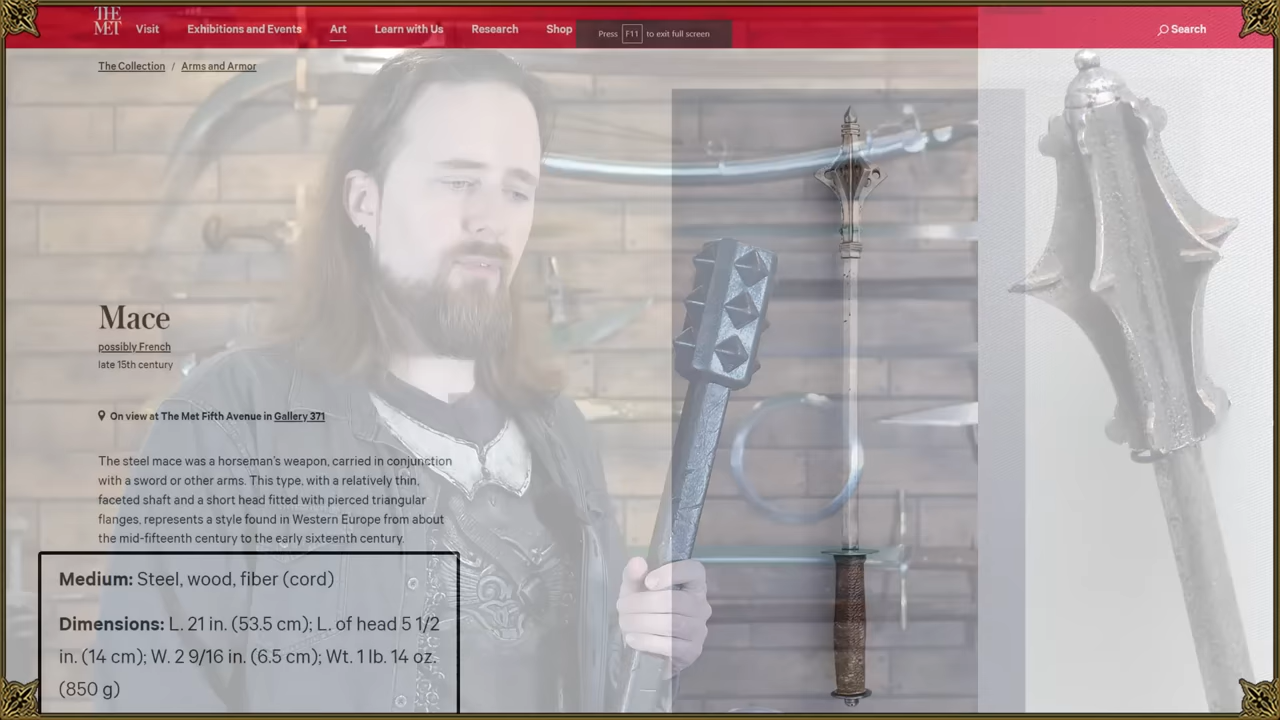 THE
MET
Visit
Exhibitions and Events
Art
Learn with Us
Research
Shop
Press F11 to exit full screen
Search
The Collection / Arms and Armor
Mace
possibly French
late 15th century
On view at The Met Fifth Avenue in Gallery 371
The steel mace was a horseman's weapon, carried in conjunction
with a sword or other arms. This type, with a relatively thin,
faceted shaft and a short head fitted with pierced triangular
flanges, represents a style found in Western Europe from about
the mid-fifteenth century to the early sixteenth century.
Medium: Steel, wood, fiber (cord)
Dimensions: L. 21 in. (53.5 cm); L. of head 5 1/2
in. (14 cm); W. 2 9/16 in. (6.5 cm); Wt. 1 lb. 14 oz.
(850 g)